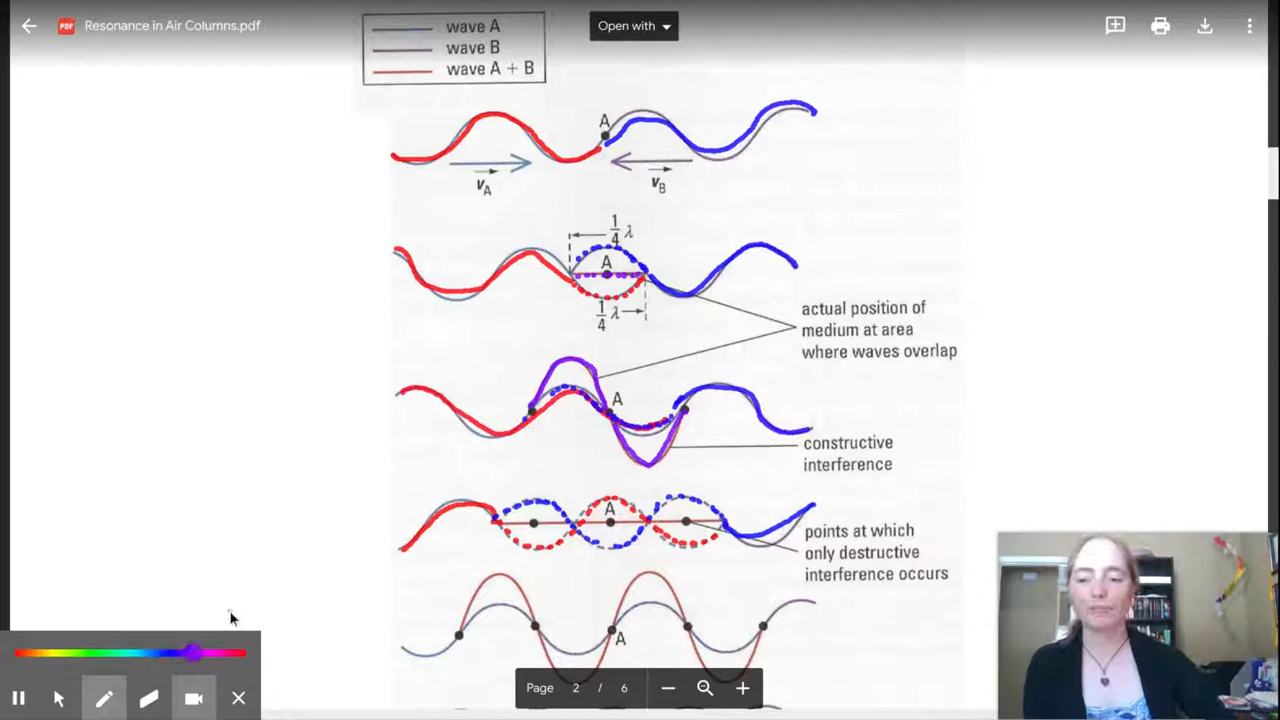 PDF
Resonance in Air Columns.pdf
Open with
wave A
wave B
wave A + B
A
vA
vB
1/4 λ
A
1/4 λ
actual position of
medium at area
where waves overlap
A
constructive
interference
A
points at which
only destructive
interference occurs
A
Page 2 / 6